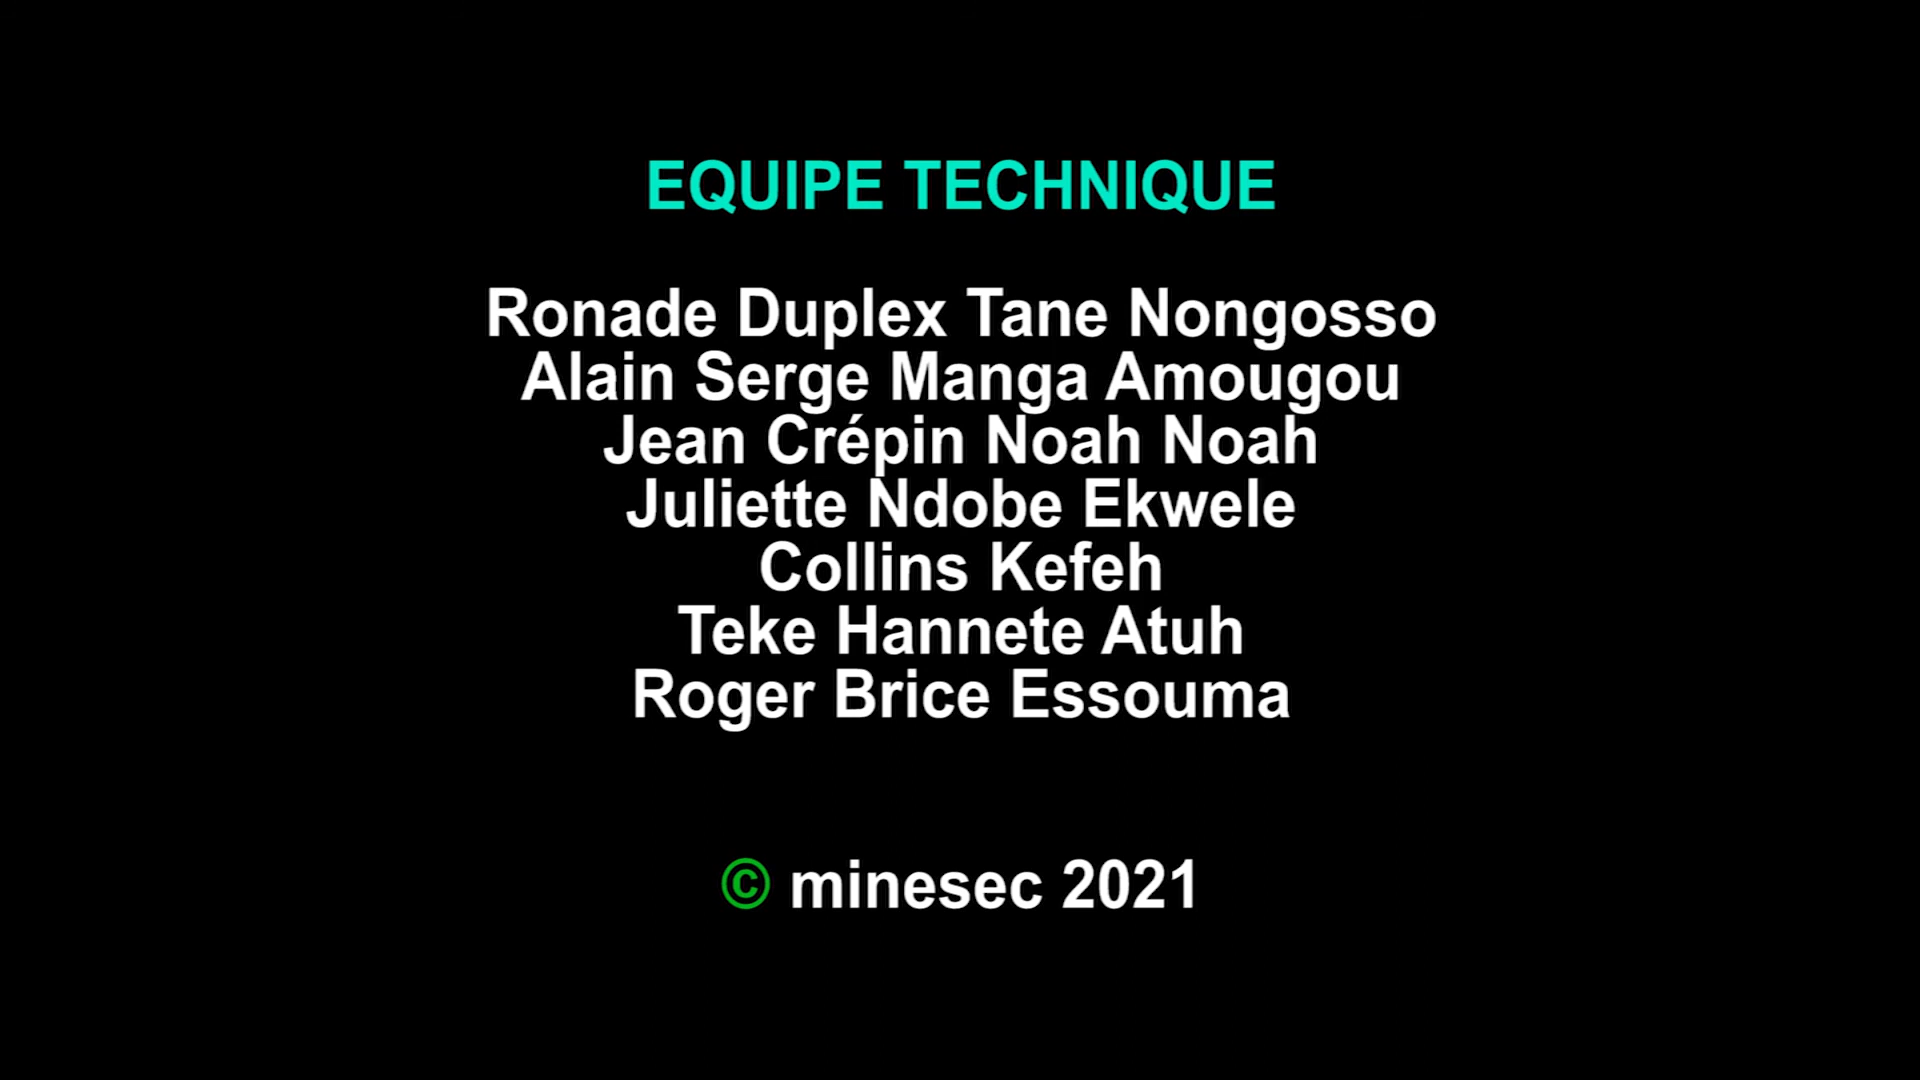 EQUIPE TECHNIQUE
Ronade Duplex Tane Nongosso
Alain Serge Manga Amougou
Jean Crépin Noah Noah
Juliette Ndobe Ekwele
Collins Kefeh
Teke Hannete Atuh
Roger Brice Essouma
© minesec 2021